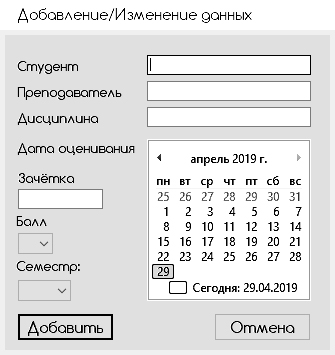 Добавление/Изменение данных
Студент
Преподаватель
Дисциплина
Дата оценивания
апрель 2019 г.
пн вт ср чт пт сб вс
25 26 27 28 29 30 31
1 2 3 4 5 6 7
8 9 10 11 12 13 14
15 16 17 18 19 20 21
22 23 24 25 26 27 28
29
Сегодня: 29.04.2019
Зачётка
Балл
Семестр:
Добавить
Отмена